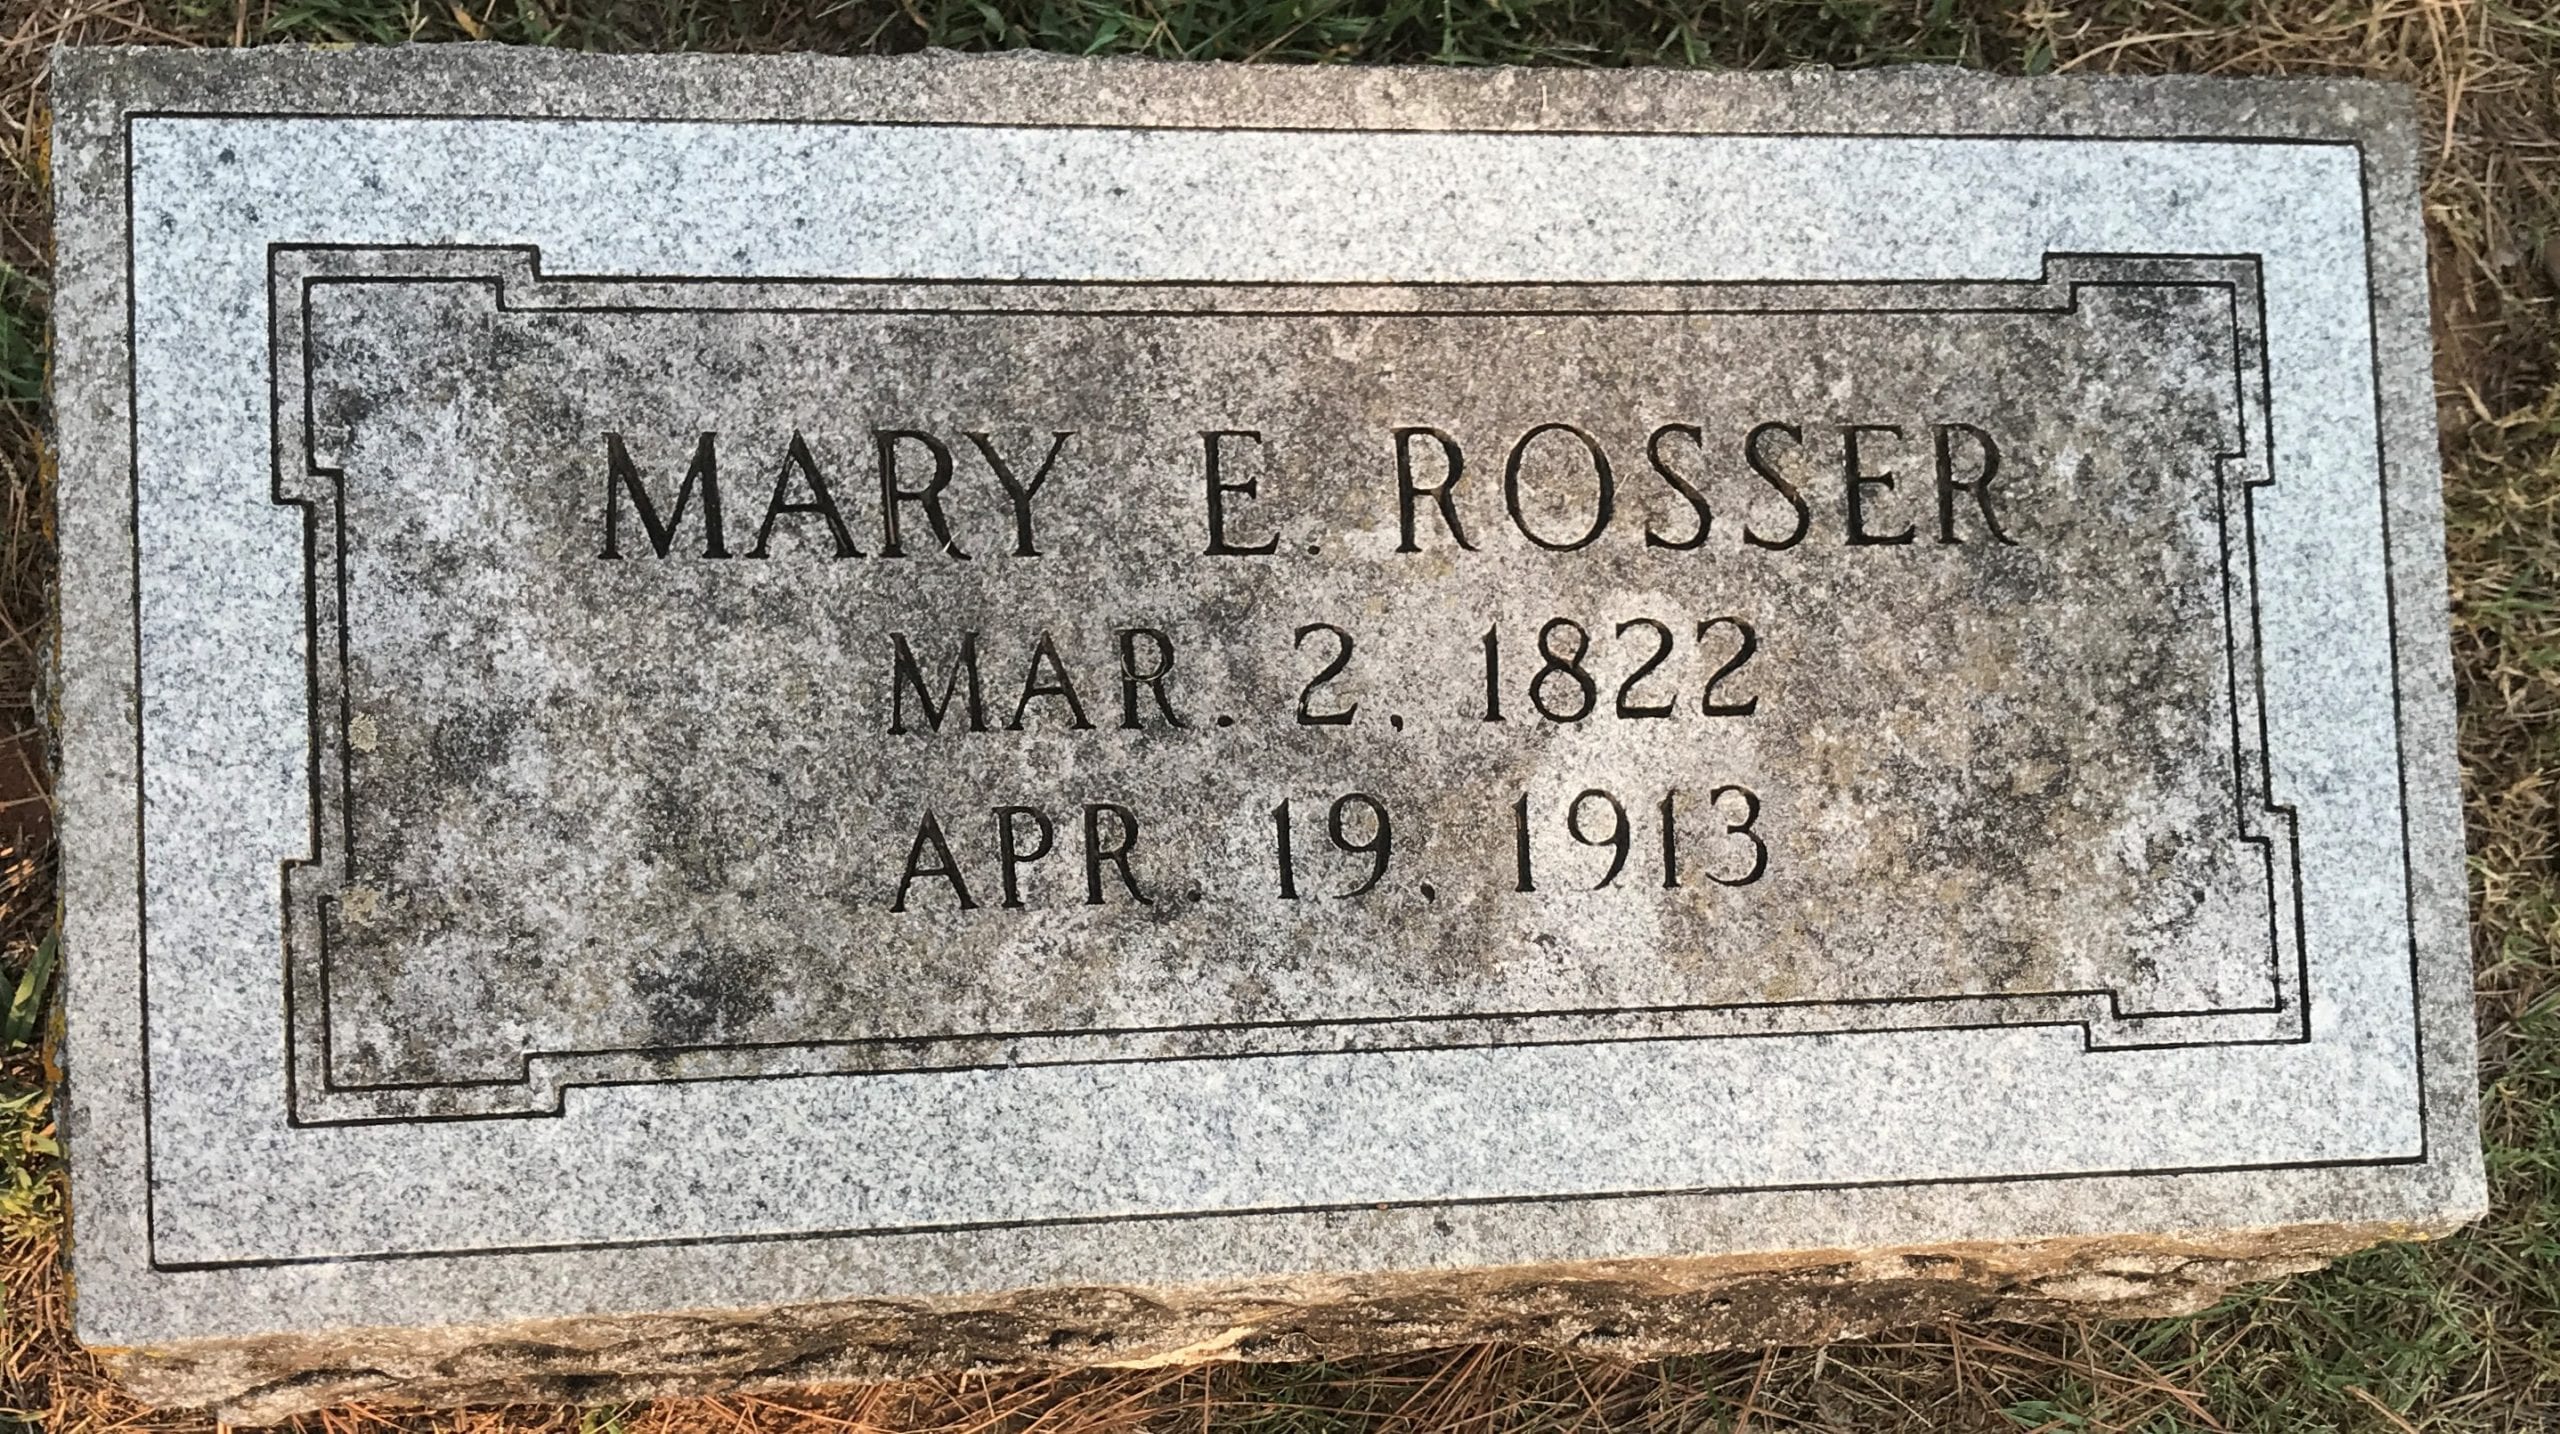 MARY E. ROSSER
MAR. 2, 1822
APR. 19, 1913